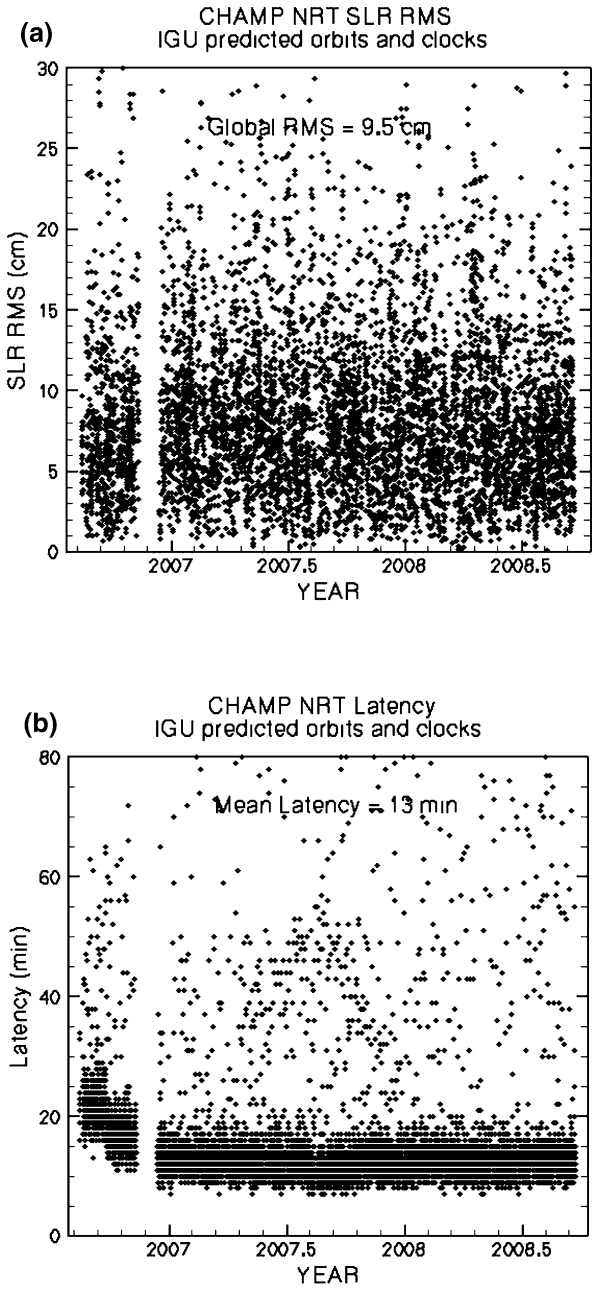 (a)
CHAMP NRT SLR RMS
IGU predicted orbits and clocks
Global RMS = 9.5 cm
30
25
20
15
10
5
0
SLR RMS (cm)
2007 2007.5 2008 2008.5
YEAR
(b)
CHAMP NRT Latency
IGU predicted orbits and clocks
Mean Latency = 13 min
80
60
40
20
0
Latency (min)
2007 2007.5 2008 2008.5
YEAR